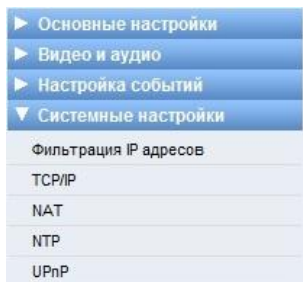 Основные настройки
Видео и аудио
Настройка событий
Системные настройки
Фильтрация IP адресов
TCP/IP
NAT
NTP
UPnP